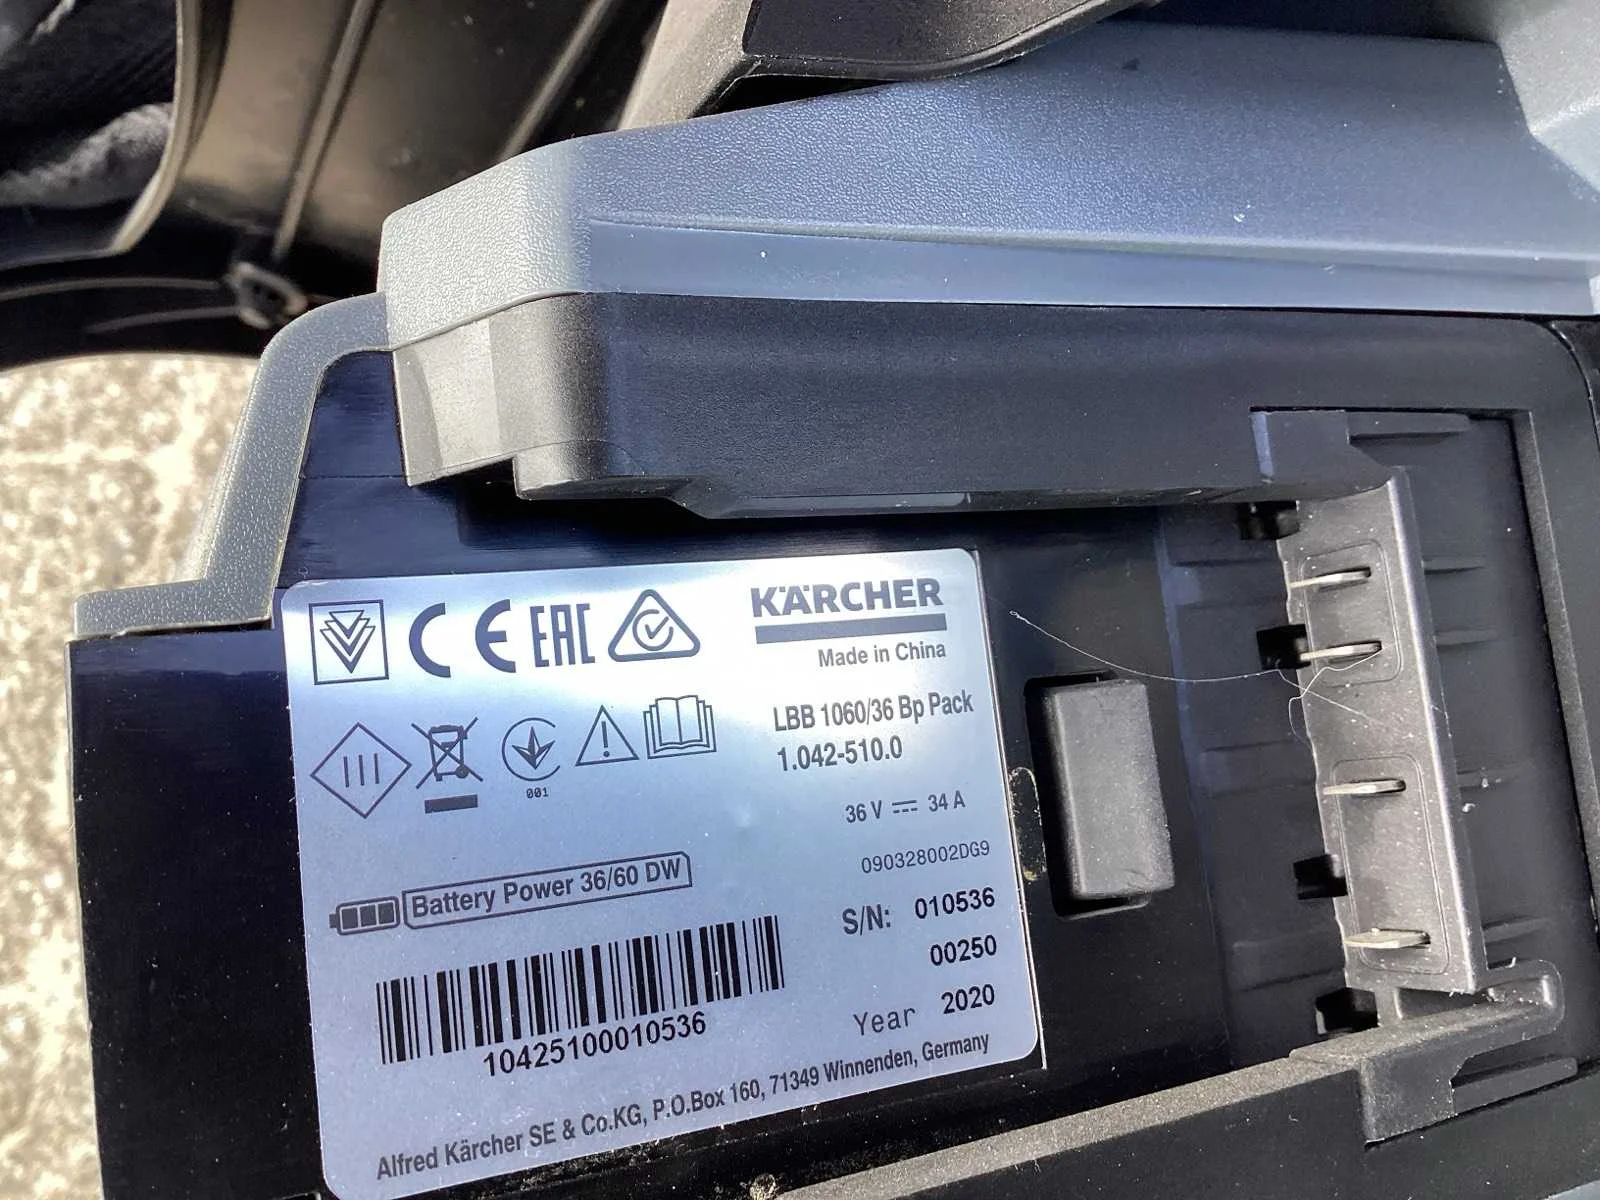 CE EAC
KÄRCHER
Made in China
LBB 1060/36 Bp Pack
1.042-510.0
001
36 V 34 A
090328002DG9
Battery Power 36/60 DW
S/N: 010536
00250
Year 2020
10425100010536
Alfred Kärcher SE & Co.KG, P.O.Box 160, 71349 Winnenden, Germany